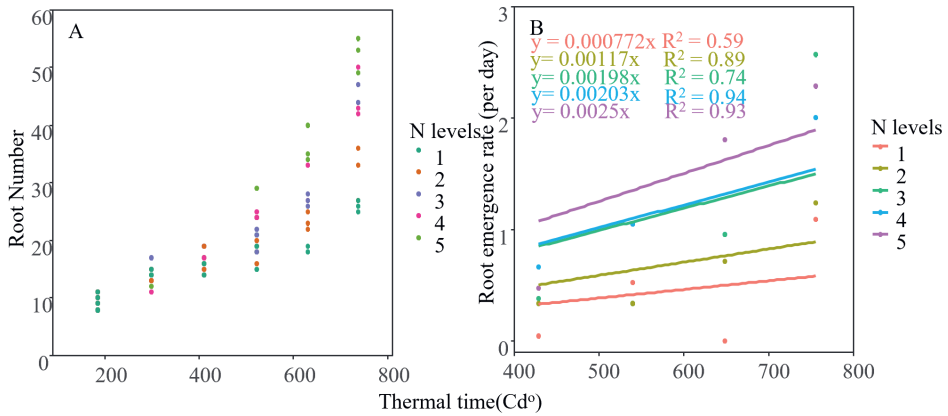 A
Root Number
60
50
40
30
20
10
0
200
400
600
800
N levels
1
2
3
4
5
B
y = 0.000772x R² = 0.59
y= 0.00117x R² = 0.89
y= 0.00198x R² = 0.74
y= 0.00203x R² = 0.94
y= 0.0025x R² = 0.93
Root emergence rate (per day)
3
2
1
0
400
500
600
700
800
N levels
1
2
3
4
5
Thermal time(Cdº)